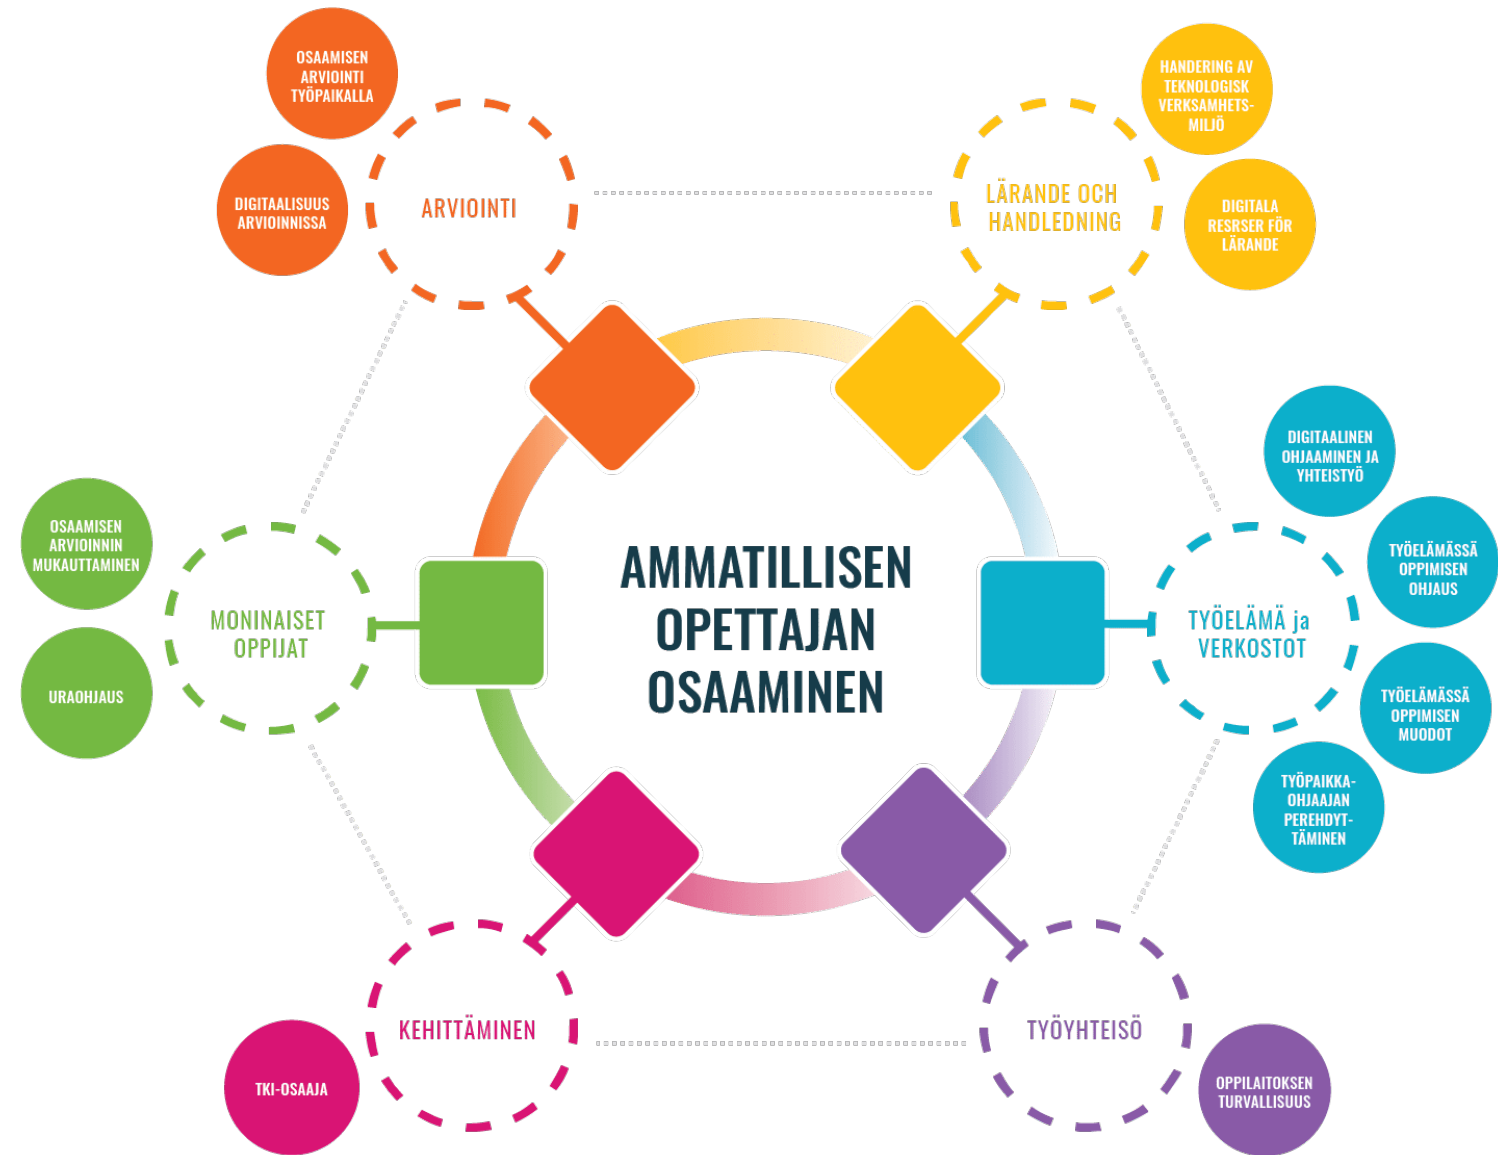 OSAAMISEN
ARVIOINTI
TYÖPAIKALLA
DIGITAALISUUS
ARVIOINNISSA
ARVIOINTI
LÄRANDE OCH
HANDLEDNING
HANDERING AV
TEKNOLOGISK
VERKSAMHETS-
MILJÖ
DIGITALA
RESRSER FÖR
LÄRANDE
DIGITAALINEN
OHJAAMINEN JA
YHTEISTYÖ
TYÖELÄMÄSSÄ
OPPIMISEN
OHJAUS
TYÖELÄMÄ ja
VERKOSTOT
TYÖELÄMÄSSÄ
OPPIMISEN
MUODOT
TYÖPAIKKA-
OHJAAJAN
PEREHDYT-
TÄMINEN
AMMATILLISEN
OPETTAJAN
OSAAMINEN
OSAAMISEN
ARVIOINNIN
MUKAUTTAMINEN
URAOHJAUS
MONINAISET
OPPIJAT
KEHITTÄMINEN
TKI-OSAAJA
TYÖYHTEISÖ
OPPILAITOKSEN
TURVALLISUUS